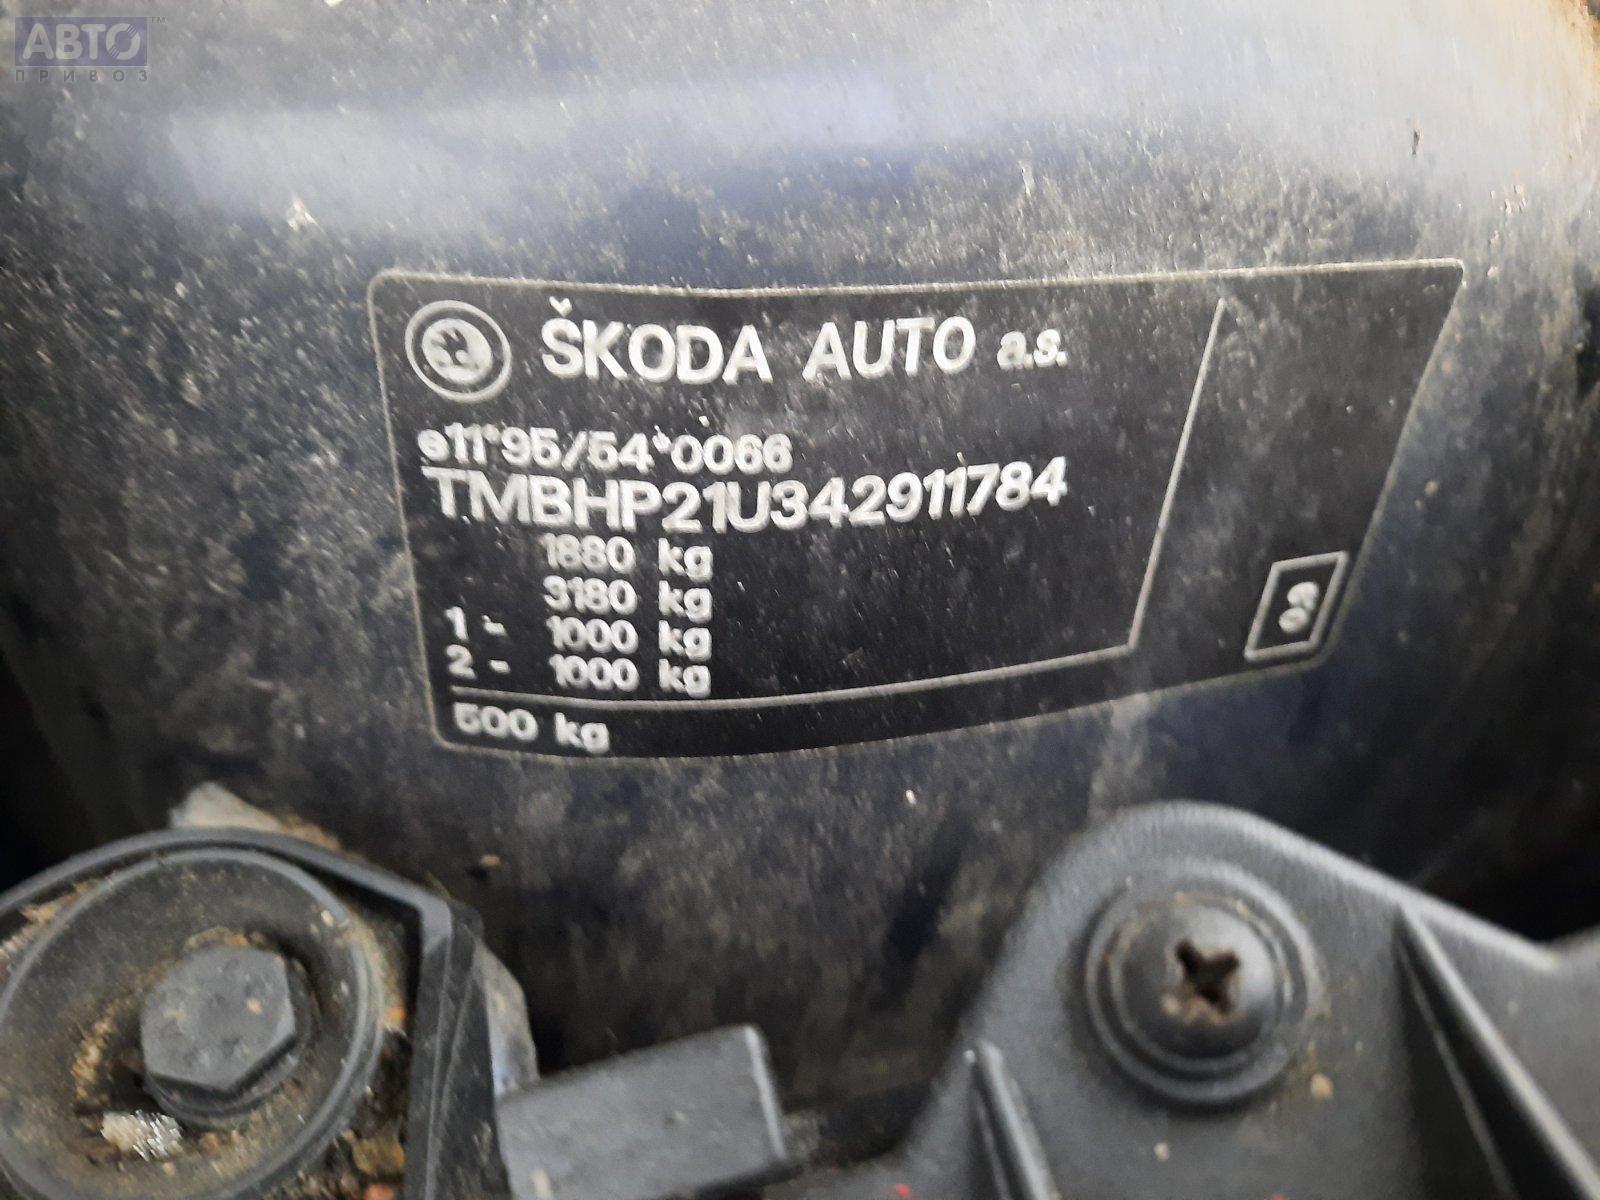 АВТО™
ПРИВОЗ
ŠKODA AUTO a.s.
e11*95/54*0066
TMBHP21U342911784
1880 kg
3180 kg
1 - 1000 kg
2 - 1000 kg
500 kg